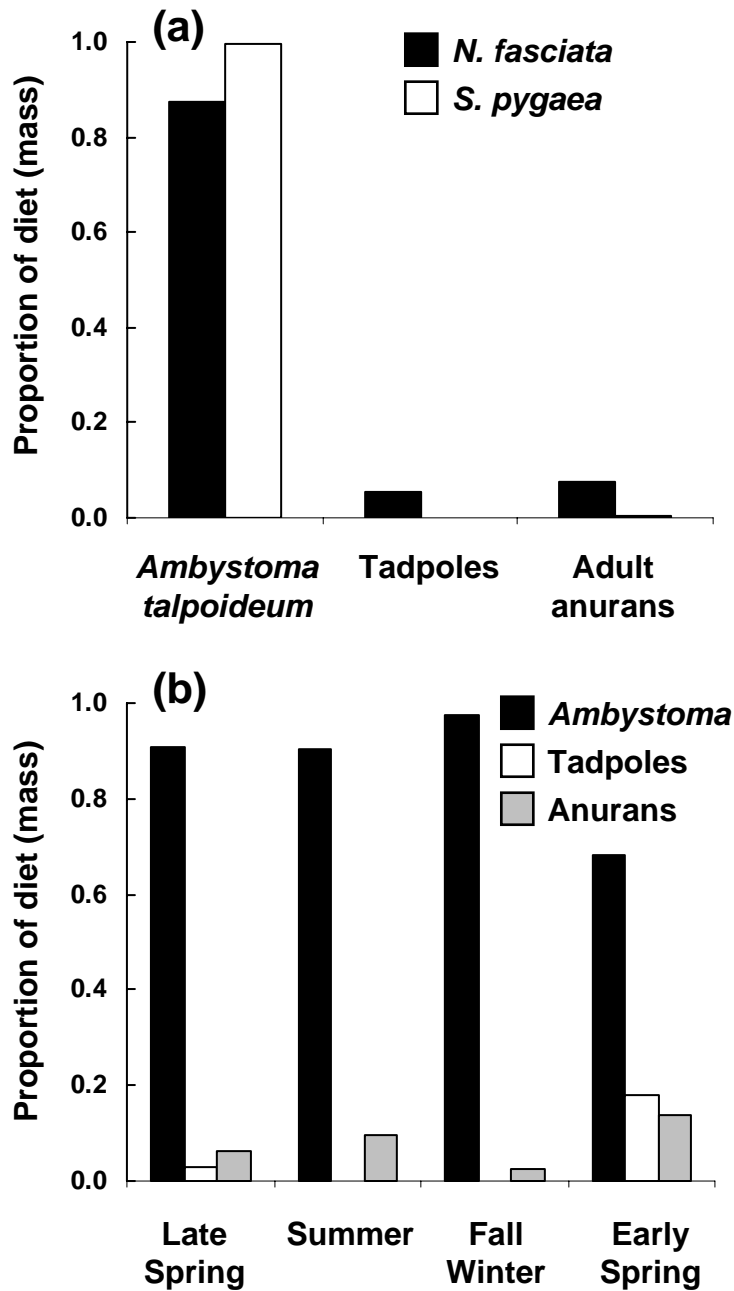 (a)
N. fasciata
S. pygaea
Proportion of diet (mass)
1.0
0.8
0.6
0.4
0.2
0.0
Ambystoma
talpoideum
Tadpoles
Adult
anurans
(b)
Ambystoma
Tadpoles
Anurans
Proportion of diet (mass)
1.0
0.8
0.6
0.4
0.2
0.0
Late
Spring
Summer
Fall
Winter
Early
Spring